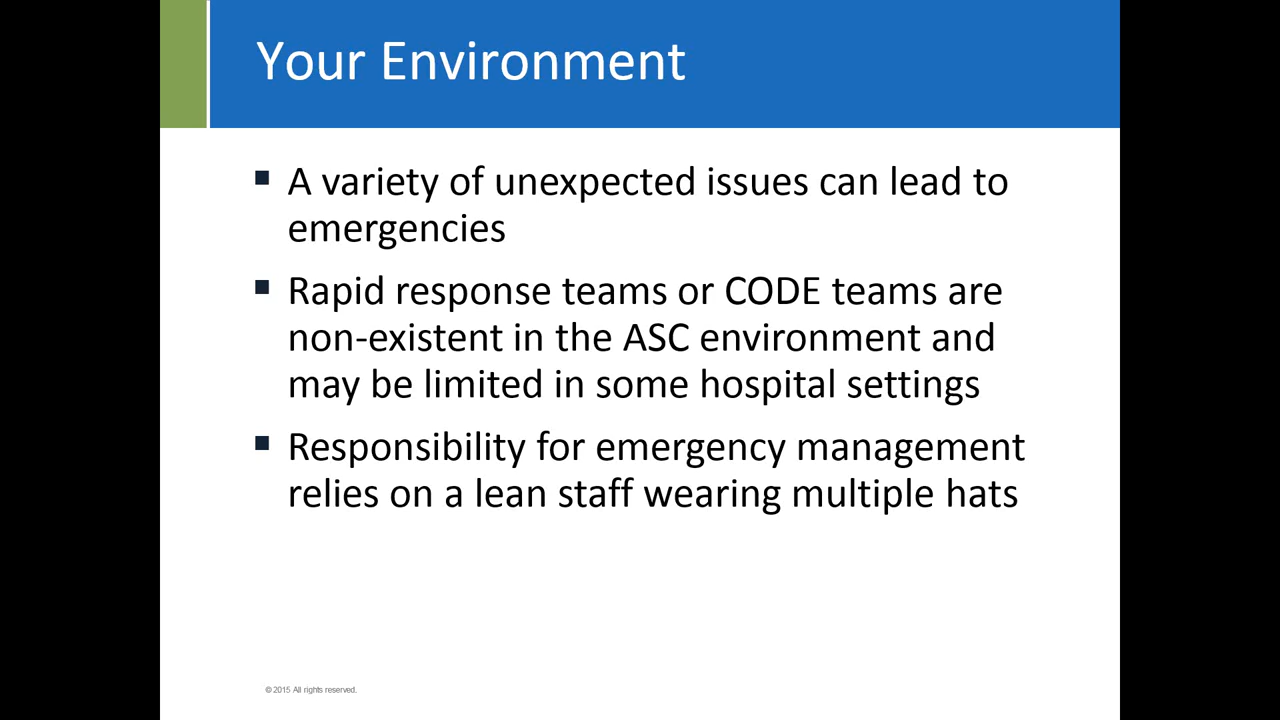 Your Environment
▪ A variety of unexpected issues can lead to
emergencies
▪ Rapid response teams or CODE teams are
non-existent in the ASC environment and
may be limited in some hospital settings
▪ Responsibility for emergency management
relies on a lean staff wearing multiple hats
© 2015 All rights reserved.